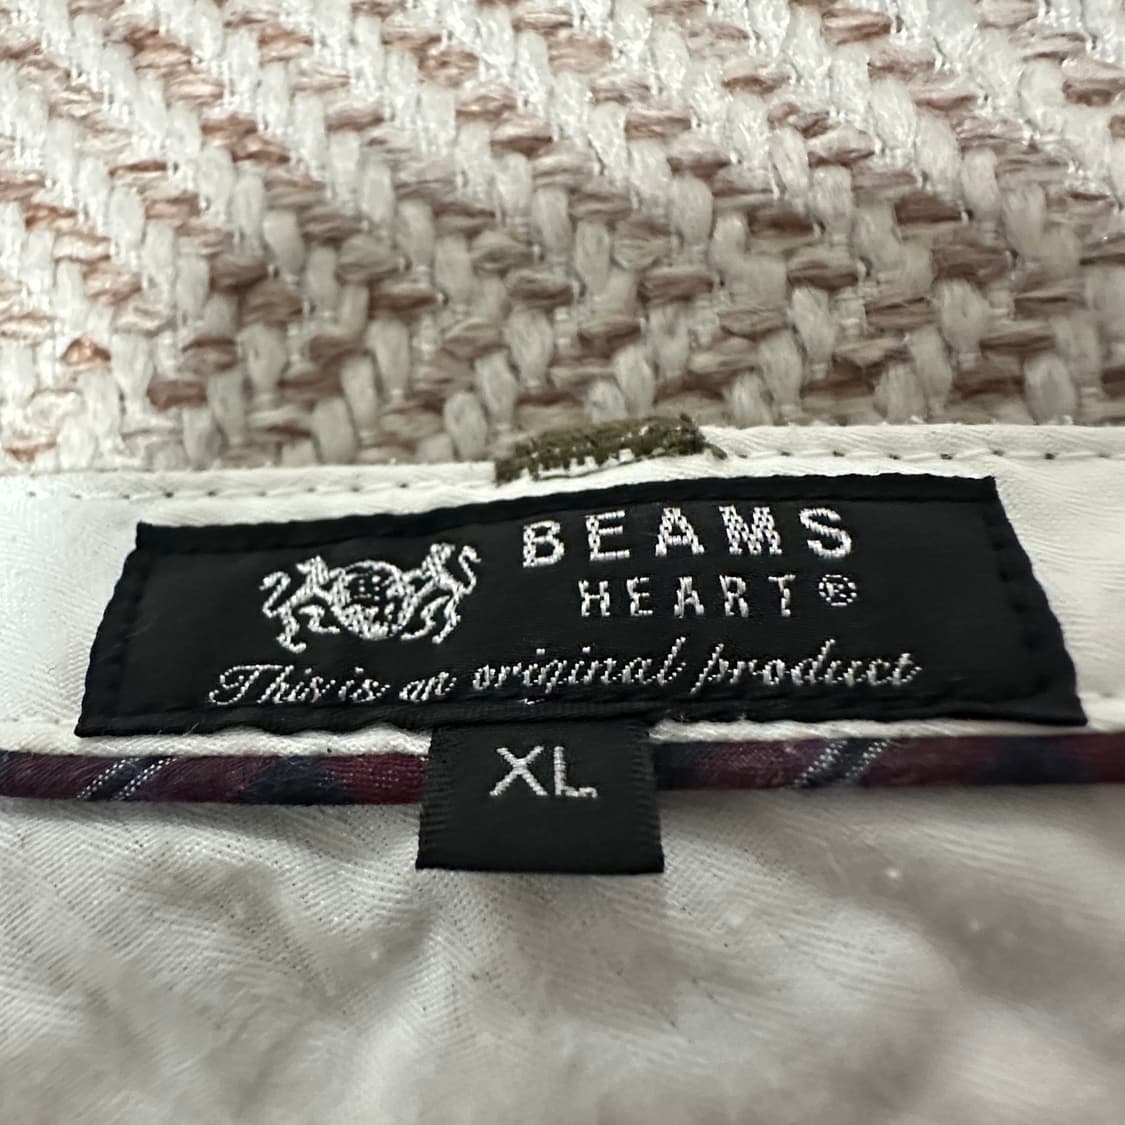 BEAMS
HEART®
This is an original product
XL